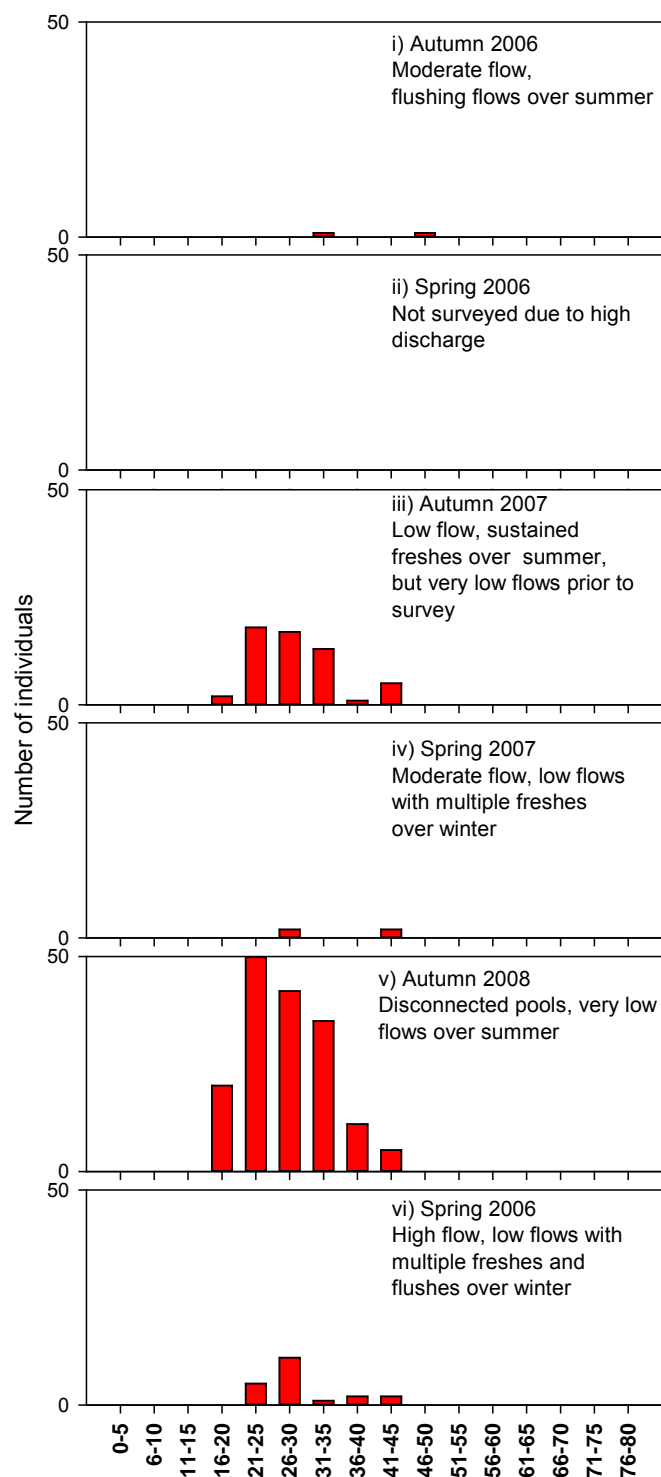 Number of individuals
50
0
i) Autumn 2006
Moderate flow,
flushing flows over summer
50
0
ii) Spring 2006
Not surveyed due to high
discharge
50
0
iii) Autumn 2007
Low flow, sustained
freshes over summer,
but very low flows prior to
survey
50
0
iv) Spring 2007
Moderate flow, low flows
with multiple freshes
over winter
50
0
v) Autumn 2008
Disconnected pools, very low
flows over summer
50
0
vi) Spring 2006
High flow, low flows with
multiple freshes and
flushes over winter
0-5
6-10
11-15
16-20
21-25
26-30
31-35
36-40
41-45
46-50
51-55
56-60
61-65
66-70
71-75
76-80